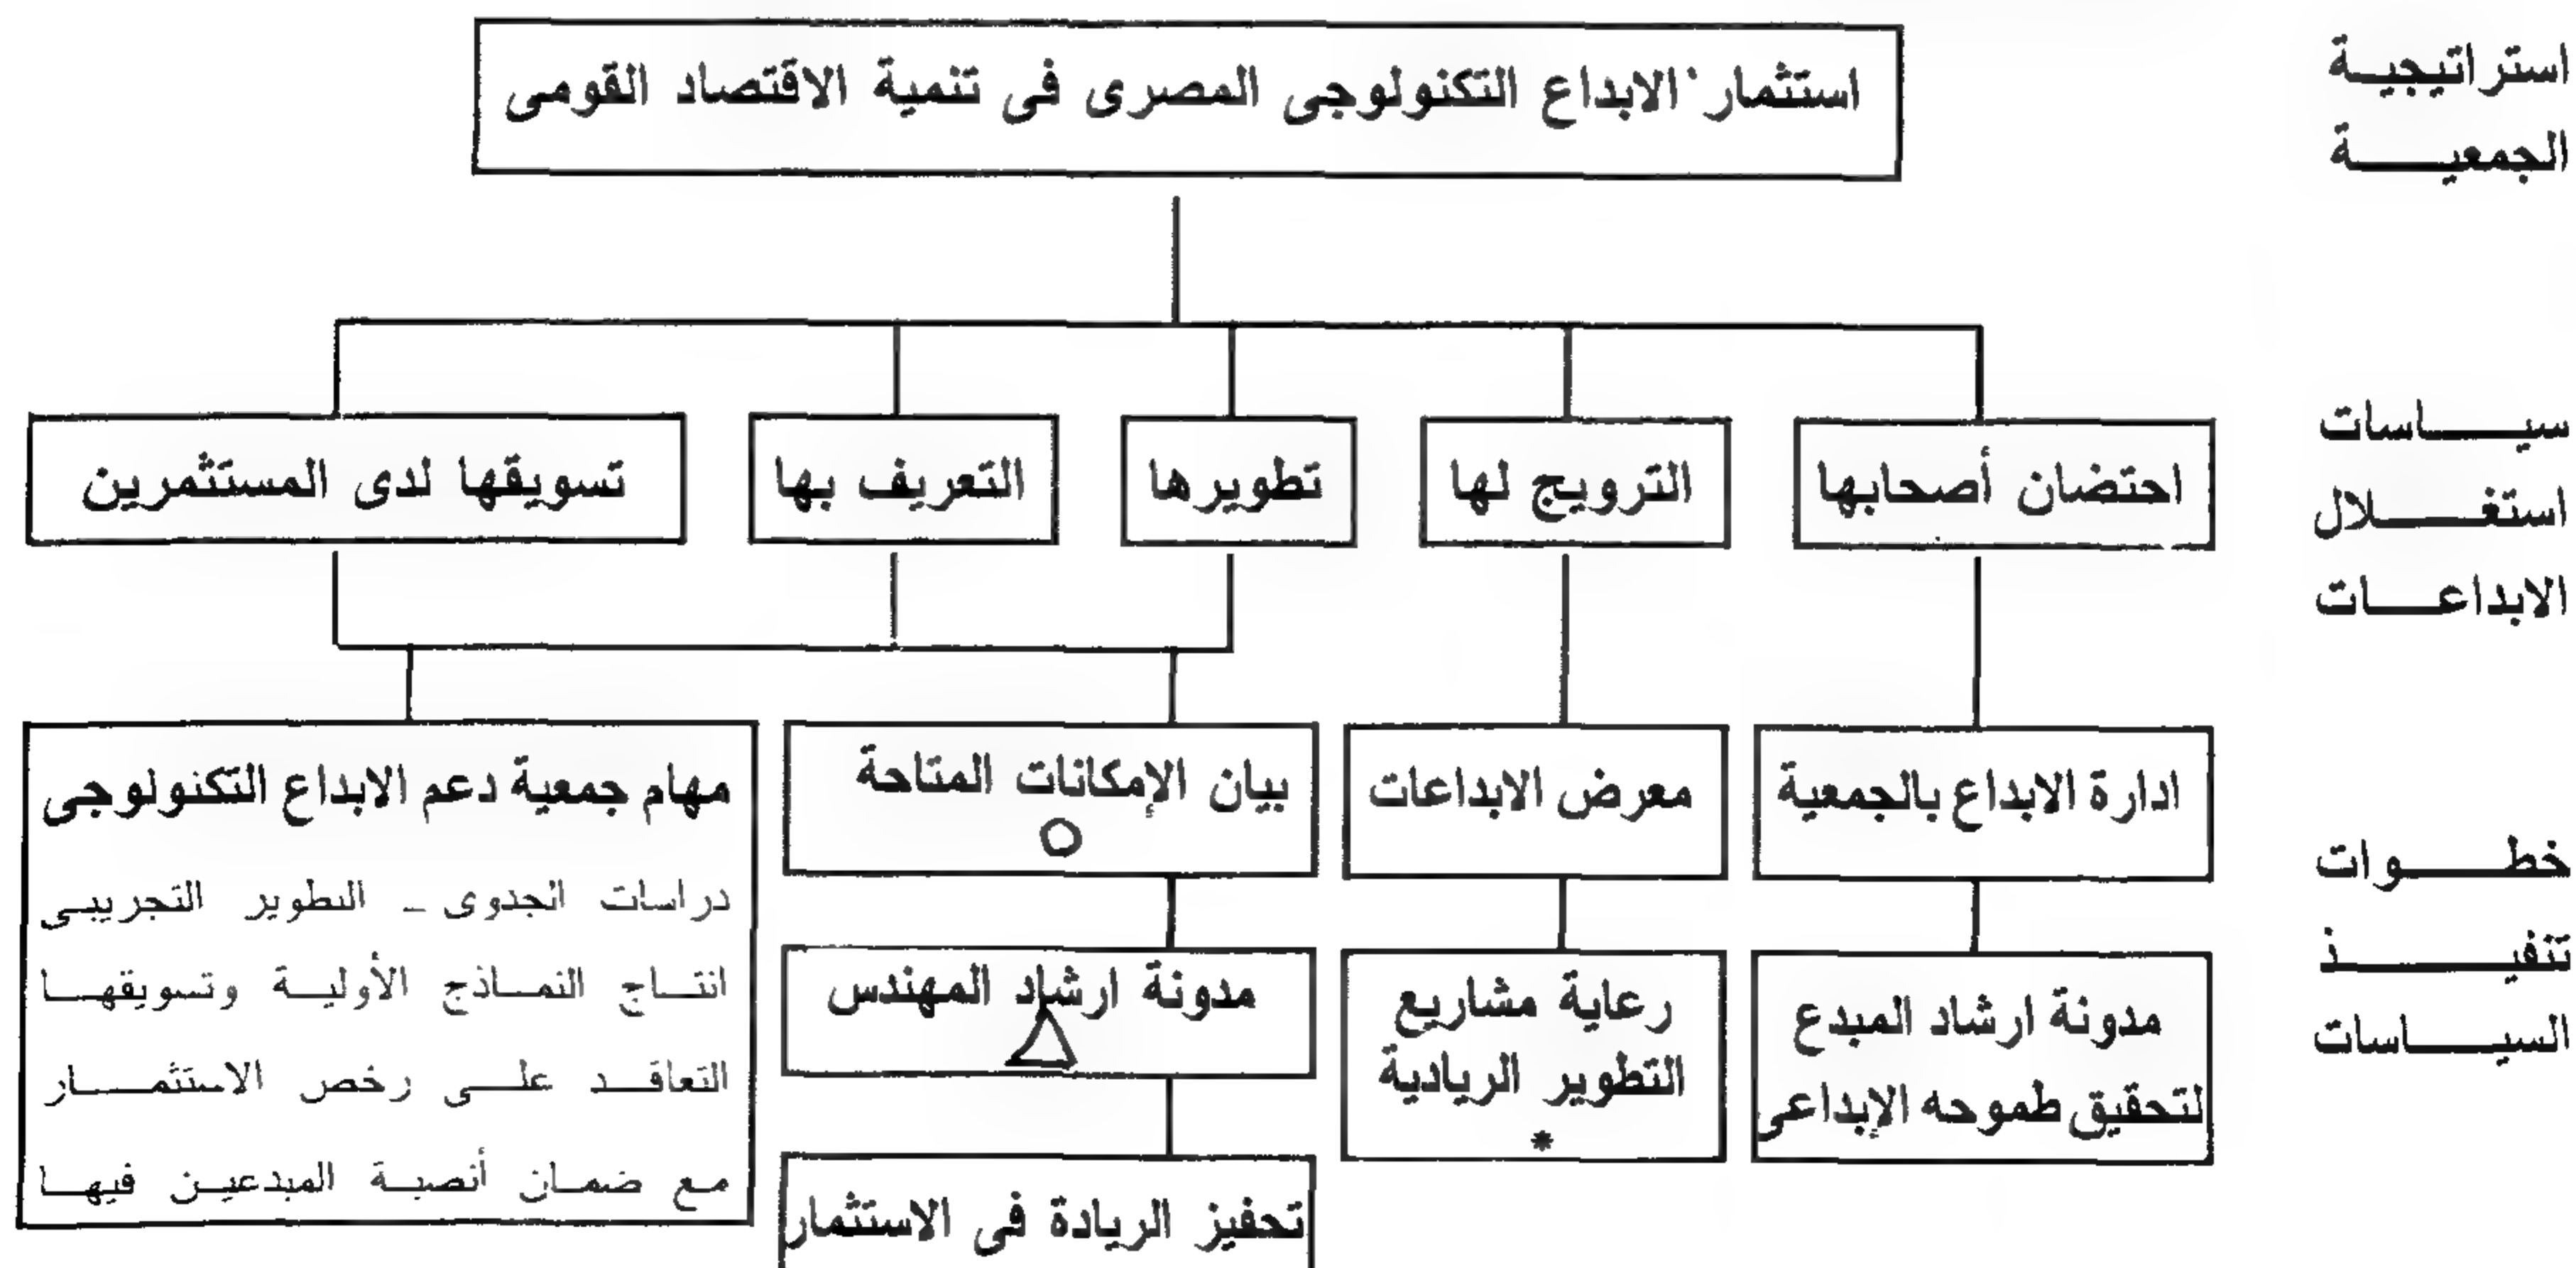 استراتيجية
الجمعية
استثمار الابداع التكنولوجى المصرى فى تنمية الاقتصاد القومى
سياسات
استغلال
الابداعات
احتضان أصحابها
الترويج لها
تطويرها
التعريف بها
تسويقها لدى المستثمرين
خطوات
تنفيذ
السياسات
ادارة الابداع بالجمعية
مدونة ارشاد المبدع
لتحقيق طموحه الإبداعى
معرض الابداعات
رعاية مشاريع
التطوير الريادية
*
بيان الإمكانات المتاحة
مدونة ارشاد المهندس
تحفيز الريادة فى الاستثمار
مهام جمعية دعم الابداع التكنولوجى
دراسات الجدوى - التطوير التجريبى
انتاج النماذج الأولية وتسويقها
التعاقد على رخص الاستثمار
مع ضمان أنصبة المبدعين فيها